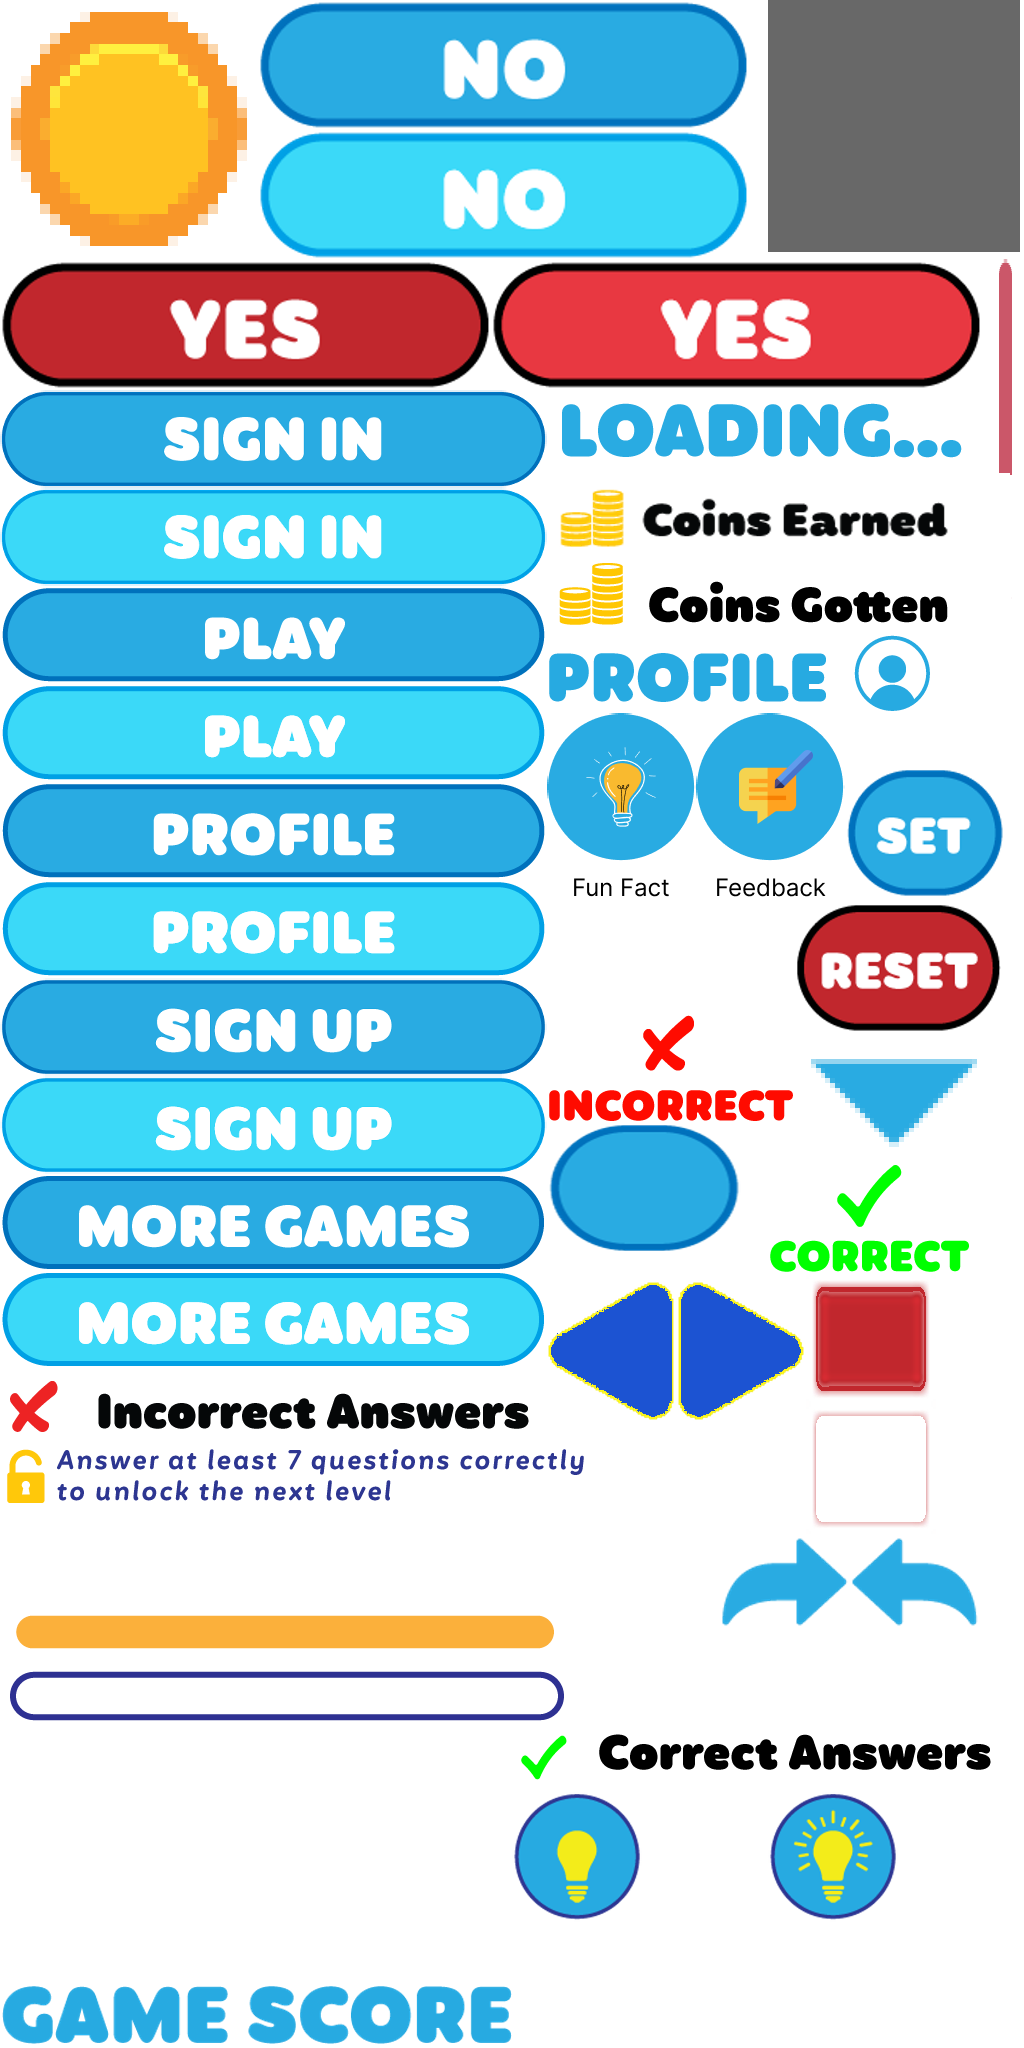 NO
NO
YES
YES
SIGN IN
LOADING...
SIGN IN
Coins Earned
PLAY
Coins Gotten
PROFILE
PLAY
PROFILE
SET
Fun Fact
Feedback
PROFILE
RESET
SIGN UP
INCORRECT
SIGN UP
MORE GAMES
CORRECT
MORE GAMES
Incorrect Answers
Answer at least 7 questions correctly
to unlock the next level
Correct Answers
GAME SCORE